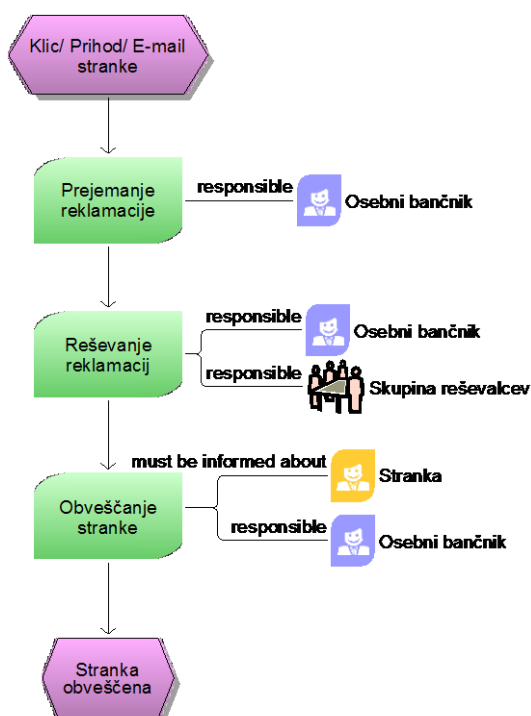 Klic/ Prihod/ E-mail
stranke
Prejemanje
reklamacije
responsible
Osebni bančnik
Reševanje
reklamacij
responsible
Osebni bančnik
responsible
Skupina reševalcev
Obveščanje
stranke
must be informed about
Stranka
responsible
Osebni bančnik
Stranka
obveščena